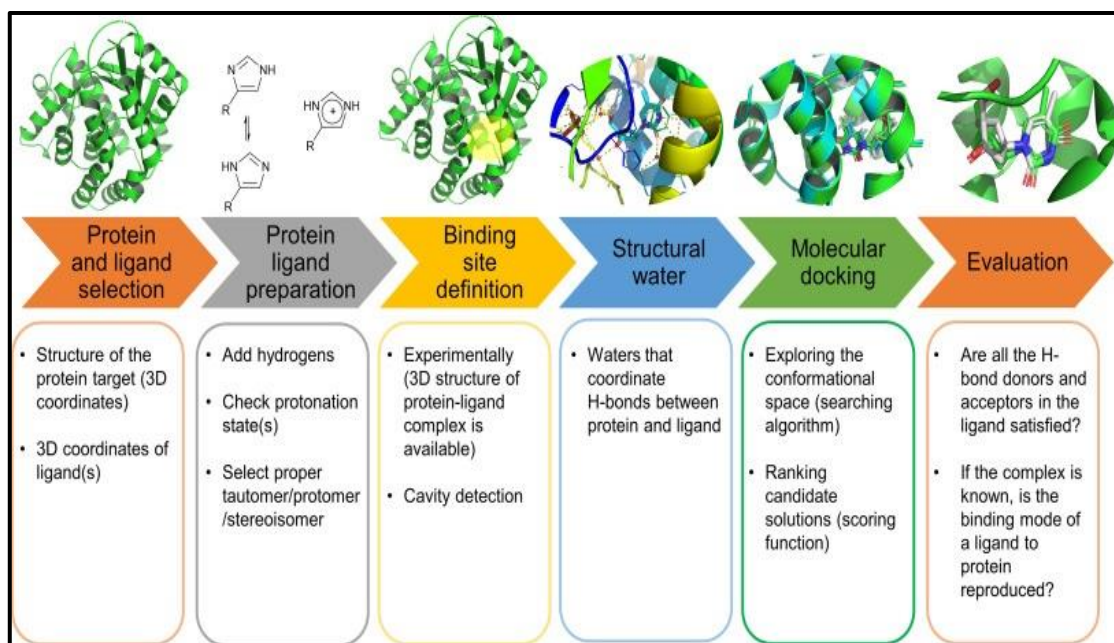 N
NH
R
HN
N
R
HN
NH
+
R
Protein
and ligand
selection
Protein
ligand
preparation
Binding
site
definition
Structural
water
Molecular
docking
Evaluation
• Structure of the
protein target (3D
coordinates)
• 3D coordinates of
ligand(s)
• Add hydrogens
• Check protonation
state(s)
• Select proper
tautomer/protomer
/stereoisomer
• Experimentally
(3D structure of
protein-ligand
complex is
available)
• Cavity detection
• Waters that
coordinate
H-bonds between
protein and ligand
• Exploring the
conformational
space (searching
algorithm)
• Ranking
candidate
solutions (scoring
function)
• Are all the H-
bond donors and
acceptors in the
ligand satisfied?
• If the complex is
known, is the
binding mode of
a ligand to
protein
reproduced?